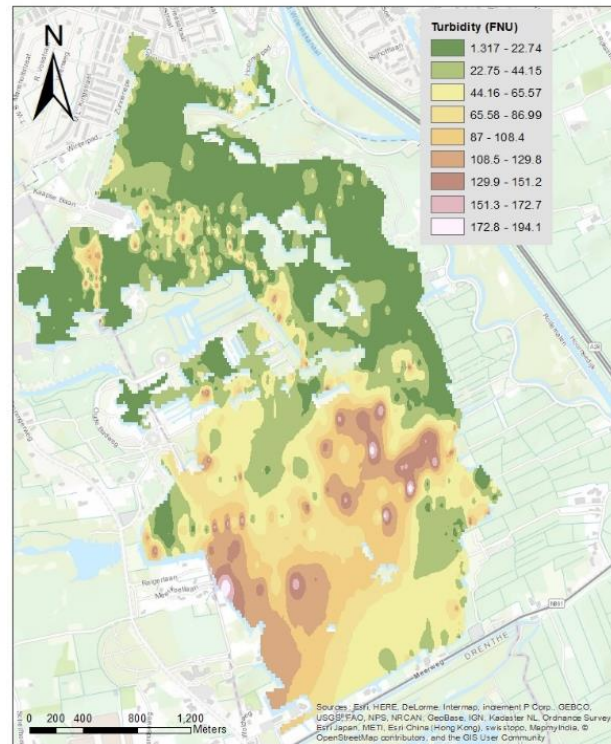 N
Turbidity (FNU)
1.317 - 22.74
22.75 - 44.15
44.16 - 65.57
65.58 - 86.99
87 - 108.4
108.5 - 129.8
129.9 - 151.2
151.3 - 172.7
172.8 - 194.1
Meerweg
DRENTHE
0 200 400 800 1,200
Meters
Sources: Esri, HERE, DeLorme, Intermap, increment P Corp., GEBCO,
USGS, FAO, NPS, NRCAN, GeoBase, IGN, Kadaster NL, Ordnance Survey,
Esri Japan, METI, Esri China (Hong Kong), swisstopo, MapmyIndia, ©
OpenStreetMap contributors, and the GIS User Community